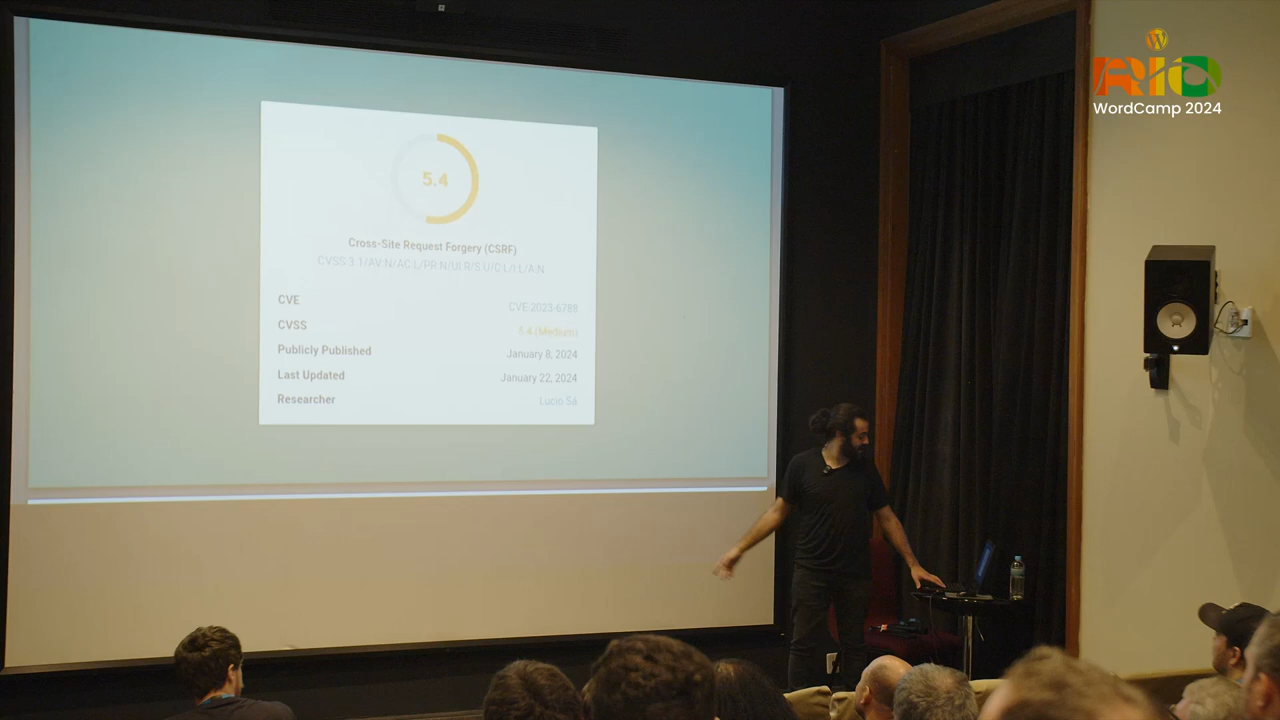 RIO
WordCamp 2024
5.4
Cross-Site Request Forgery (CSRF)
CVSS:3.1/AV:N/AC:L/PR:N/UI:R/S:U/C:L/I:L/A:N
CVE CVE-2023-6788
CVSS 5.4 (Medium)
Publicly Published January 8, 2024
Last Updated January 22, 2024
Researcher Lucio Sá